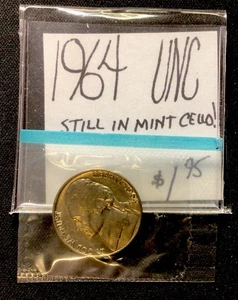 1964 UNC
STILL IN MINT CELLO!
$1.95